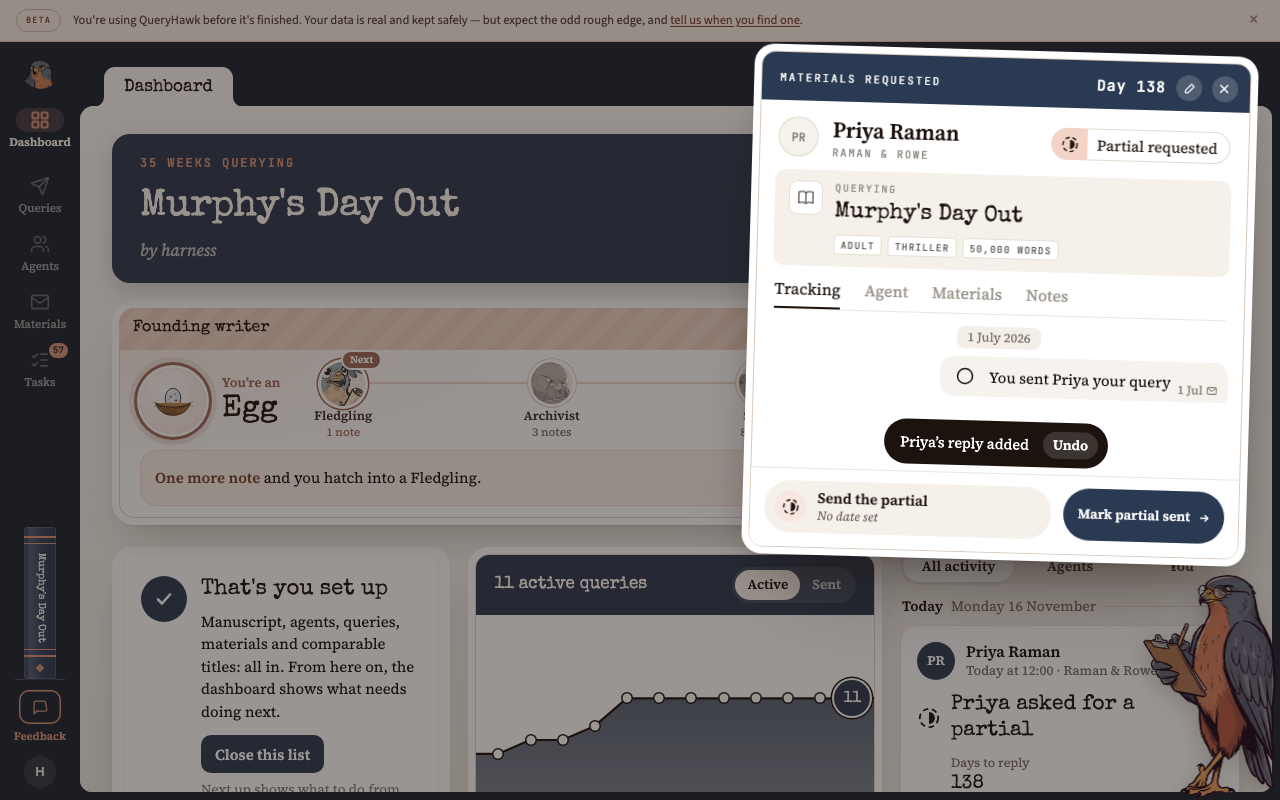 BETA You're using QueryHawk before it's finished. Your data is real and kept safely — but expect the odd rough edge, and tell us when you find one. ×
Dashboard
Queries
Agents
Materials
57
Tasks
Murphy's Day Out
Feedback
H
Dashboard
35 WEEKS QUERYING
Murphy's Day Out
by harness
Founding writer
You're an
Egg
Next
Fledgling
1 note
Archivist
3 notes
One more note and you hatch into a Fledgling.
That's you set up
Manuscript, agents, queries,
materials and comparable
titles: all in. From here on, the
dashboard shows what needs
doing next.
Close this list
Next up shows what to do from
11 active queries
Active Sent
11
MATERIALS REQUESTED
Day 138
PR
Priya Raman
RAMAN & ROWE
Partial requested
QUERYING
Murphy's Day Out
ADULT THRILLER 50,000 WORDS
Tracking Agent Materials Notes
1 July 2026
You sent Priya your query 1 Jul
Priya’s reply added Undo
Send the partial
No date set
Mark partial sent →
All activity Agents You
Today Monday 16 November
PR
Priya Raman
Today at 12:00 · Raman & Rowe
Priya asked for a
partial
Days to reply
138